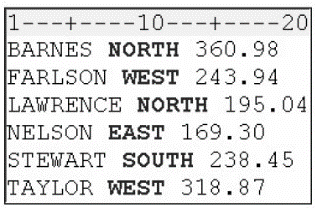 1---+----10---+----20
BARNES NORTH 360.98
FARLSON WEST 243.94
LAWRENCE NORTH 195.04
NELSON EAST 169.30
STEWART SOUTH 238.45
TAYLOR WEST 318.87